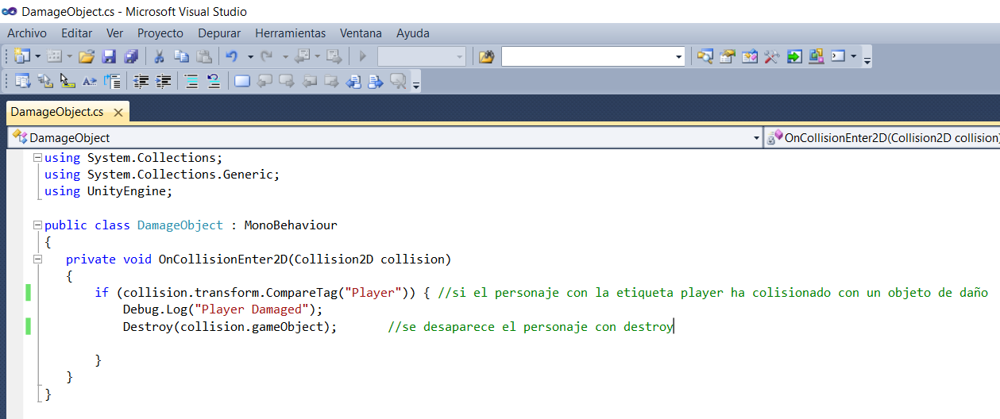 DamageObject.cs - Microsoft Visual Studio
Archivo Editar Ver Proyecto Depurar Herramientas Ventana Ayuda
DamageObject.cs
DamageObject OnCollisionEnter2D(Collision2D collision)
using System.Collections;
using System.Collections.Generic;
using UnityEngine;
public class DamageObject : MonoBehaviour
{
private void OnCollisionEnter2D(Collision2D collision)
{
if (collision.transform.CompareTag("Player")) { //si el personaje con la etiqueta player ha colisionado con un objeto de daño
Debug.Log("Player Damaged");
Destroy(collision.gameObject); //se desaparece el personaje con destroy
}
}
}